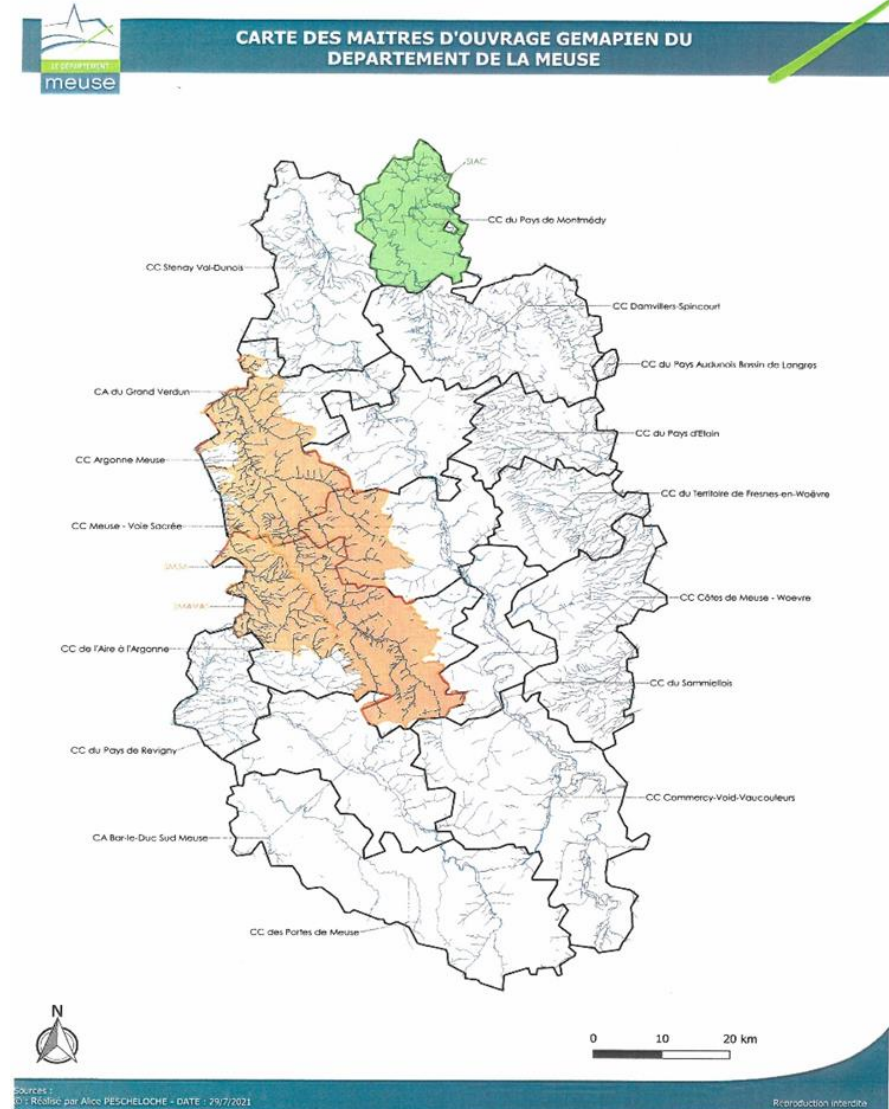 CARTE DES MAITRES D'OUVRAGE GEMAPIEN DU
DEPARTEMENT DE LA MEUSE
LE DÉPARTEMENT
meuse
SIAC
CC du Pays de Montmédy
CC Stenay Val-Dunois
CC Damvillers-Spincourt
CC du Pays Audunois Bassin de Langres
CA du Grand Verdun
CC du Pays d'Etain
CC Argonne Meuse
CC du Territoire de Fresnes-en-Woëvre
CC Meuse - Voie Sacrée
CC Côtes de Meuse - Woevre
CC de l'Aire à l'Argonne
CC du Sammiellois
CC du Pays de Revigny
CC Commercy-Void-Vaucouleurs
CA Bar-le-Duc Sud Meuse
CC des Portes de Meuse
N
0 10 20 km
Sources :
© : Réalisé par Alice PESCHELOCHE - DATE : 29/7/2021
Reproduction interdite